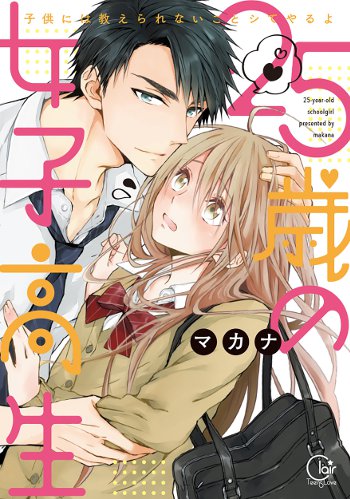 子供には教えられないことシてやるよ
25歳の
女子高生
25-year-old
schoolgirl
presented by
makana
マカナ
Clair
TeensLove